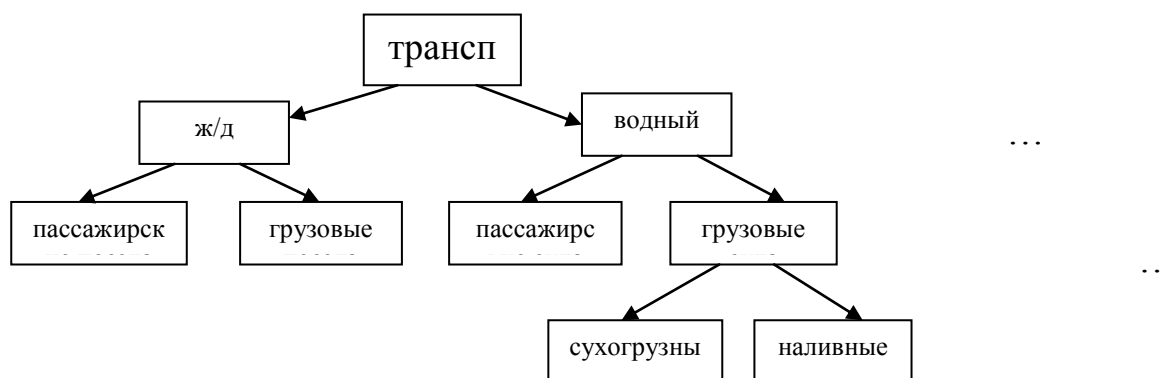 трансп
ж/д
водный
...
пассажирск
грузовые
пассажирс
грузовые
..
сухогрузны
наливные